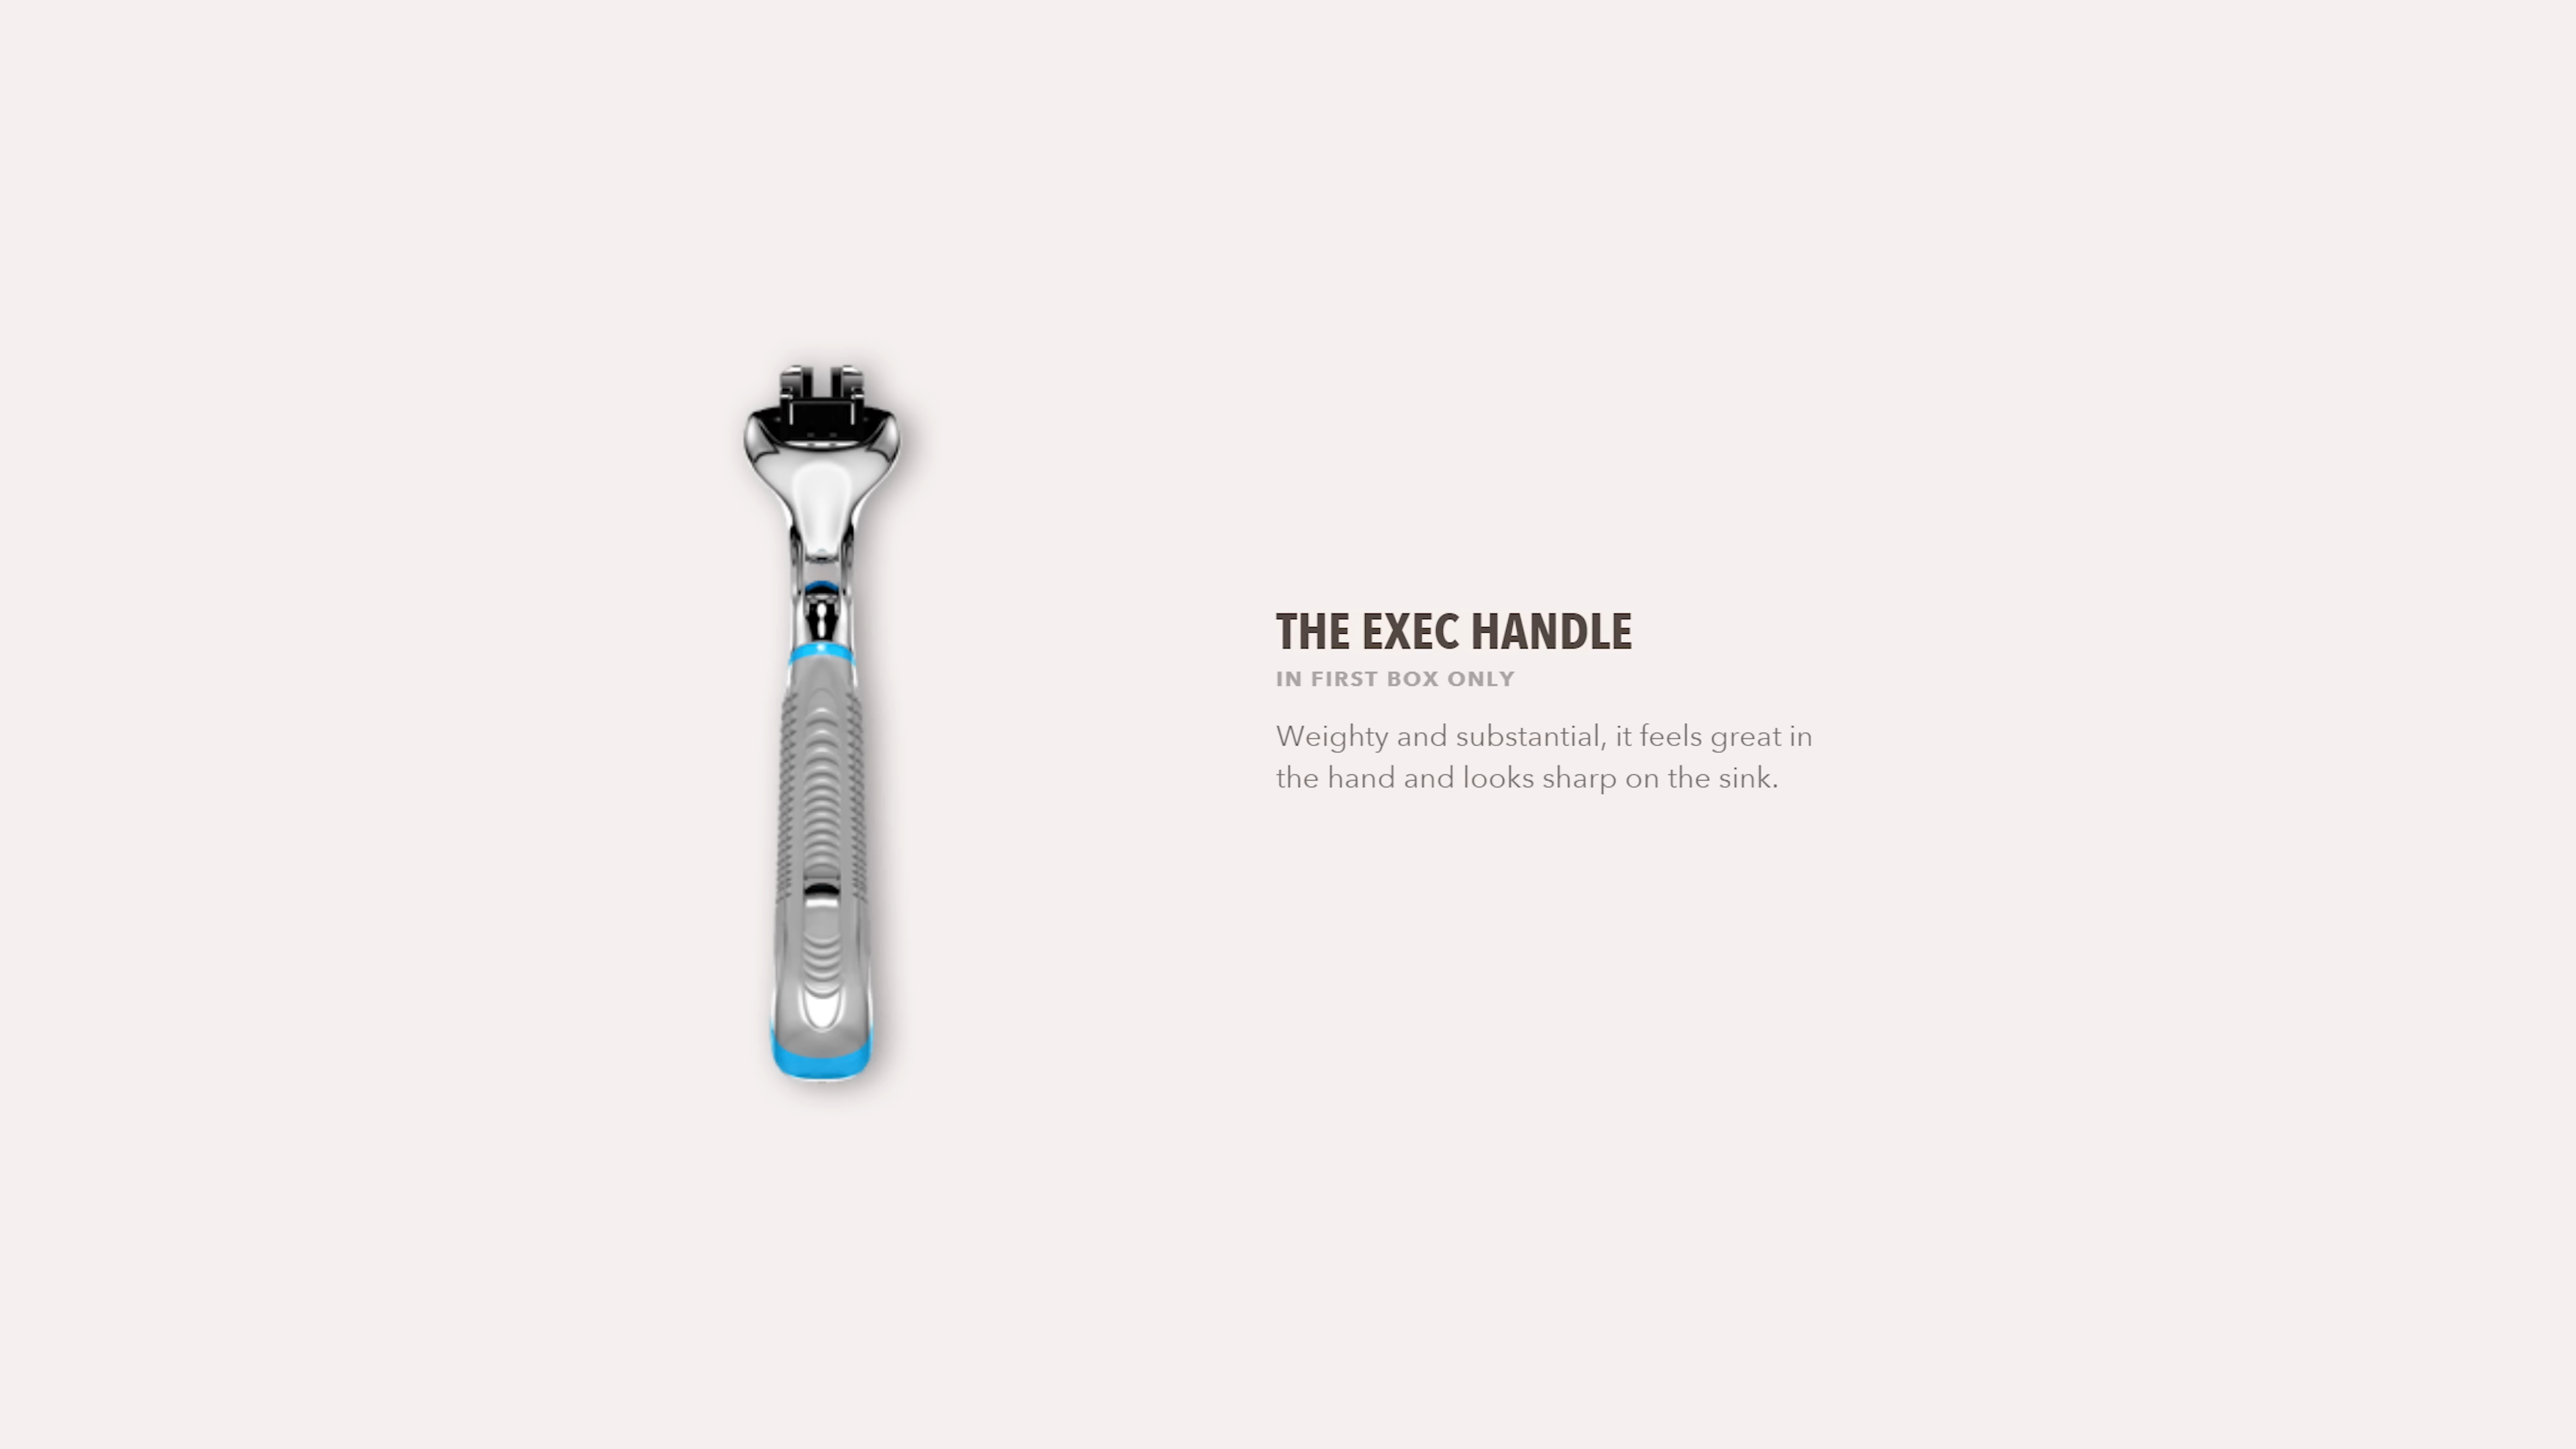 THE EXEC HANDLE
IN FIRST BOX ONLY
Weighty and substantial, it feels great in
the hand and looks sharp on the sink.